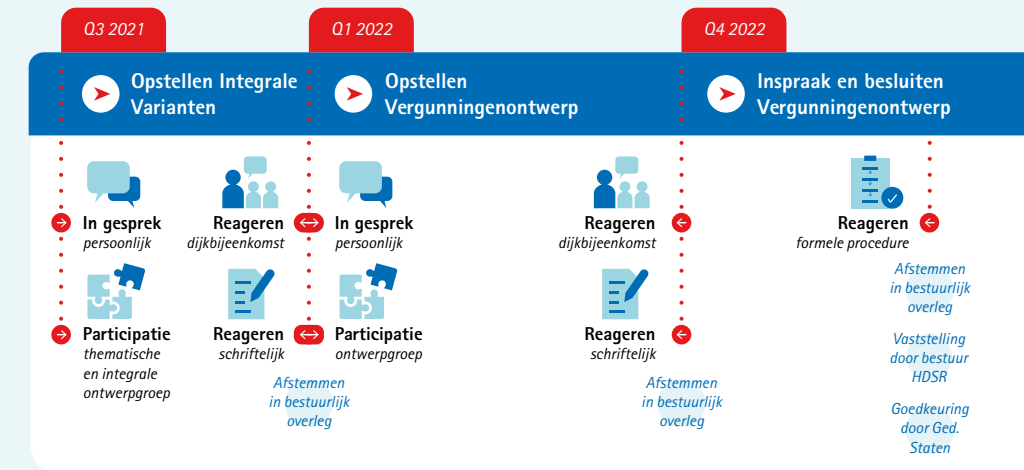 Q3 2021
Q1 2022
Q4 2022
Opstellen Integrale
Varianten
Opstellen
Vergunningenontwerp
Inspraak en besluiten
Vergunningenontwerp
In gesprek
persoonlijk
Reageren
dijkbijeenkomst
In gesprek
persoonlijk
Reageren
dijkbijeenkomst
Reageren
formele procedure
Participatie
thematische
en integrale
ontwerpgroep
Reageren
schriftelijk
Participatie
ontwerpgroep
Reageren
schriftelijk
Afstemmen
in bestuurlijk
overleg
Afstemmen
in bestuurlijk
overleg
Afstemmen
in bestuurlijk
overleg
Vaststelling
door bestuur
HDSR
Goedkeuring
door Ged.
Staten